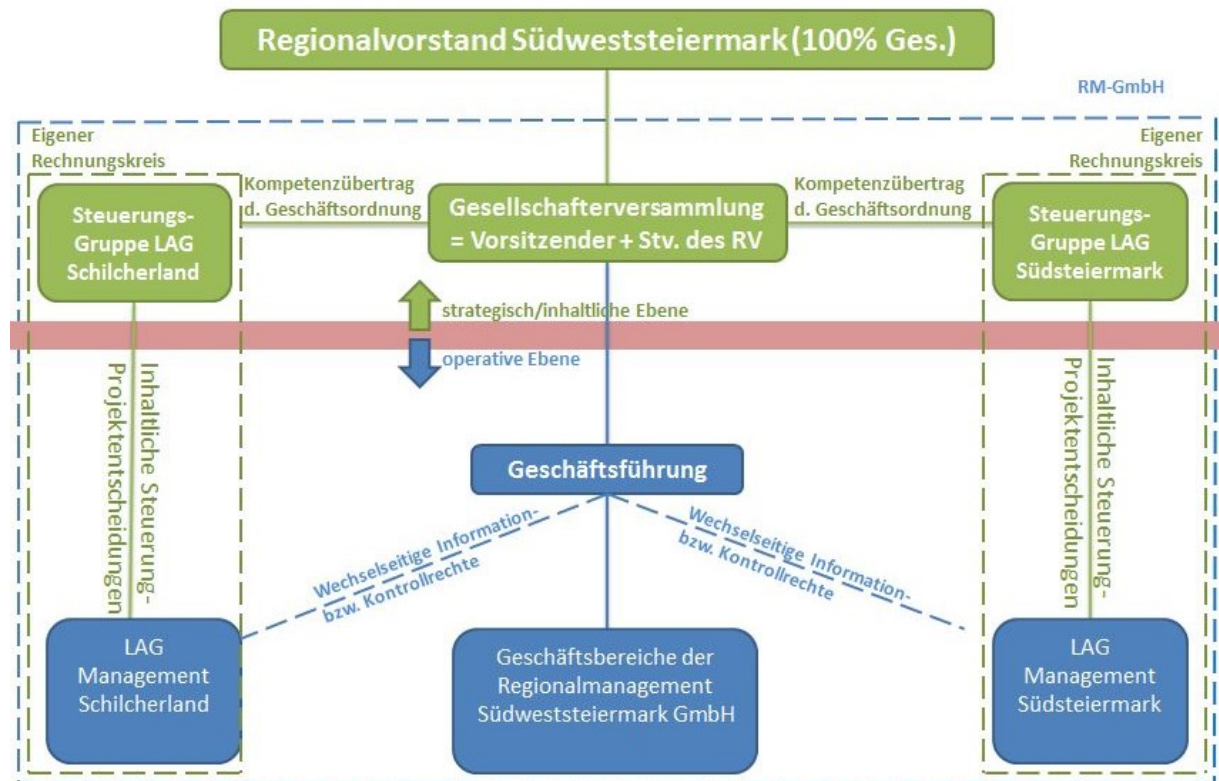 Regionalvorstand Südweststeiermark (100% Ges.)
RM-GmbH
Eigener
Rechnungskreis
Eigener
Rechnungskreis
Steuerungs-
Gruppe LAG
Schilcherland
Kompetenzübertrag
d. Geschäftsordnung
Gesellschafterversammlung
= Vorsitzender + Stv. des RV
Kompetenzübertrag
d. Geschäftsordnung
Steuerungs-
Gruppe LAG
Südsteiermark
strategisch/inhaltliche Ebene
operative Ebene
Inhaltliche Steuerung-
Projektentscheidungen
Geschäftsführung
Inhaltliche Steuerung-
Projektentscheidungen
Wechselseitige Information-
bzw. Kontrollrechte
Wechselseitige Information-
bzw. Kontrollrechte
LAG
Management
Schilcherland
Geschäftsbereiche der
Regionalmanagement
Südweststeiermark GmbH
LAG
Management
Südsteiermark